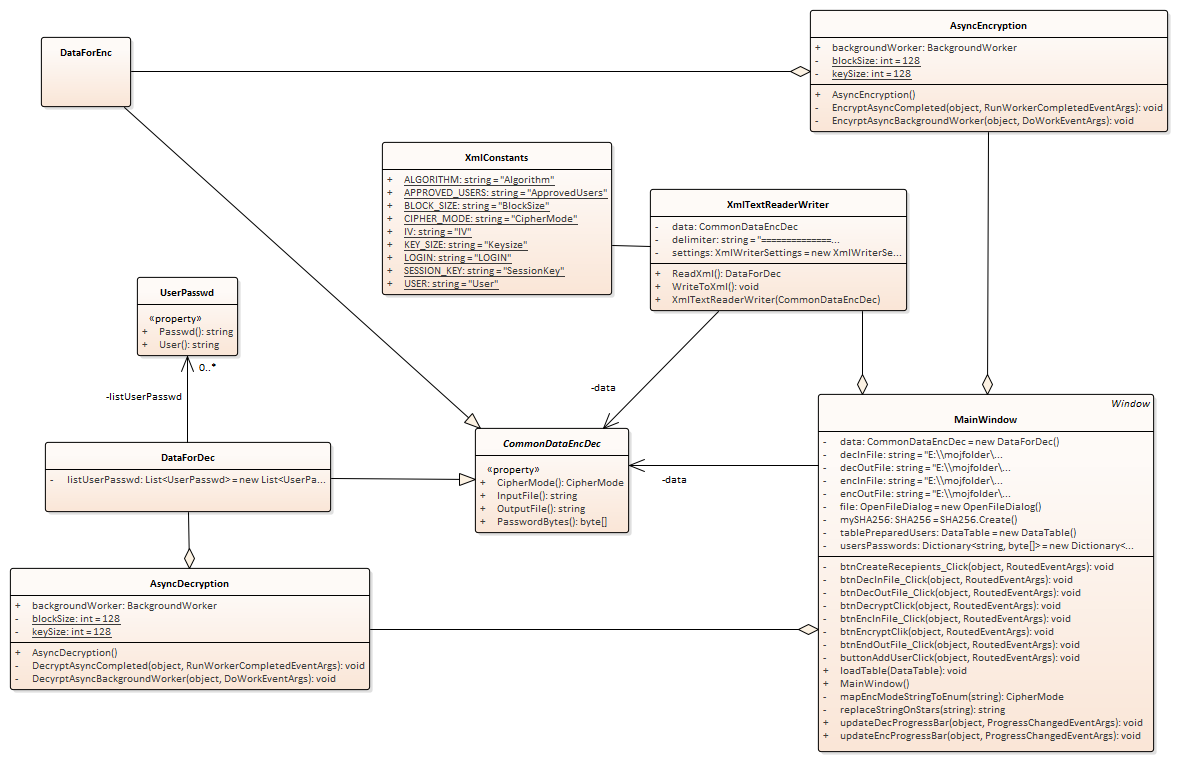 DataForEnc
AsyncEncryption
+ backgroundWorker: BackgroundWorker
- blockSize: int = 128
- keySize: int = 128
+ AsyncEncryption()
- EncryptAsyncCompleted(object, RunWorkerCompletedEventArgs): void
- EncyrptAsyncBackgroundWorker(object, DoWorkEventArgs): void
XmlConstants
+ ALGORITHM: string = "Algorithm"
+ APPROVED_USERS: string = "ApprovedUsers"
+ BLOCK_SIZE: string = "BlockSize"
+ CIPHER_MODE: string = "CipherMode"
+ IV: string = "IV"
+ KEY_SIZE: string = "Keysize"
+ LOGIN: string = "LOGIN"
+ SESSION_KEY: string = "SessionKey"
+ USER: string = "User"
XmlTextReaderWriter
- data: CommonDataEncDec
- delimiter: string = "==============...
- settings: XmlWriterSettings = new XmlWriterSe...
+ ReadXml(): DataForDec
+ WriteToXml(): void
+ XmlTextReaderWriter(CommonDataEncDec)
UserPasswd
«property»
+ Passwd(): string
+ User(): string
0..*
-listUserPasswd
-data
DataForDec
- listUserPasswd: List<UserPasswd> = new List<UserPa...
CommonDataEncDec
«property»
+ CipherMode(): CipherMode
+ InputFile(): string
+ OutputFile(): string
+ PasswordBytes(): byte[]
-data
Window
MainWindow
- data: CommonDataEncDec = new DataForDec()
- decInFile: string = "E:\\mojfolder\...
- decOutFile: string = "E:\\mojfolder\...
- encInFile: string = "E:\\mojfolder\...
- encOutFile: string = "E:\\mojfolder\...
- file: OpenFileDialog = new OpenFileDialog()
- mySHA256: SHA256 = SHA256.Create()
- tablePreparedUsers: DataTable = new DataTable()
- usersPasswords: Dictionary<string, byte[]> = new Dictionary<...
- btnCreateRecepients_Click(object, RoutedEventArgs): void
- btnDecInFile_Click(object, RoutedEventArgs): void
- btnDecOutFile_Click(object, RoutedEventArgs): void
- btnDecryptClick(object, RoutedEventArgs): void
- btnEncInFile_Click(object, RoutedEventArgs): void
- btnEncryptClik(object, RoutedEventArgs): void
- btnEndOutFile_Click(object, RoutedEventArgs): void
- buttonAddUserClick(object, RoutedEventArgs): void
+ loadTable(DataTable): void
+ MainWindow()
- mapEncModeStringToEnum(string): CipherMode
- replaceStringOnStars(string): string
+ updateDecProgressBar(object, ProgressChangedEventArgs): void
+ updateEncProgressBar(object, ProgressChangedEventArgs): void
AsyncDecryption
+ backgroundWorker: BackgroundWorker
- blockSize: int = 128
- keySize: int = 128
+ AsyncDecryption()
- DecryptAsyncCompleted(object, RunWorkerCompletedEventArgs): void
- DecyrptAsyncBackgroundWorker(object, DoWorkEventArgs): void